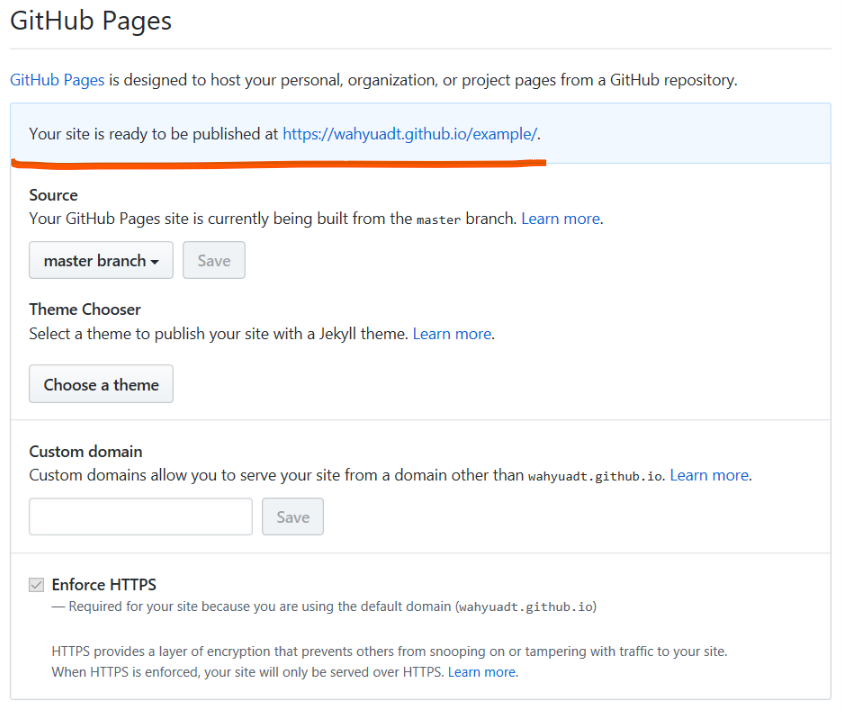 GitHub Pages
GitHub Pages is designed to host your personal, organization, or project pages from a GitHub repository.
Your site is ready to be published at https://wahyuadt.github.io/example/.
Source
Your GitHub Pages site is currently being built from the master branch. Learn more.
master branch
Save
Theme Chooser
Select a theme to publish your site with a Jekyll theme. Learn more.
Choose a theme
Custom domain
Custom domains allow you to serve your site from a domain other than wahyuadt.github.io. Learn more.
Save
Enforce HTTPS
— Required for your site because you are using the default domain (wahyuadt.github.io)
HTTPS provides a layer of encryption that prevents others from snooping on or tampering with traffic to your site.
When HTTPS is enforced, your site will only be served over HTTPS. Learn more.